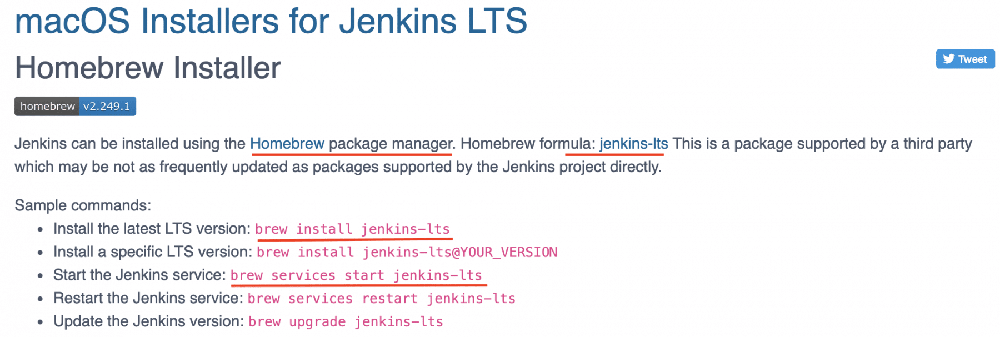 macOS Installers for Jenkins LTS
Homebrew Installer
Tweet
homebrew v2.249.1
Jenkins can be installed using the Homebrew package manager. Homebrew formula: jenkins-lts This is a package supported by a third party
which may be not as frequently updated as packages supported by the Jenkins project directly.
Sample commands:
• Install the latest LTS version: brew install jenkins-lts
• Install a specific LTS version: brew install jenkins-lts@YOUR_VERSION
• Start the Jenkins service: brew services start jenkins-lts
• Restart the Jenkins service: brew services restart jenkins-lts
• Update the Jenkins version: brew upgrade jenkins-lts